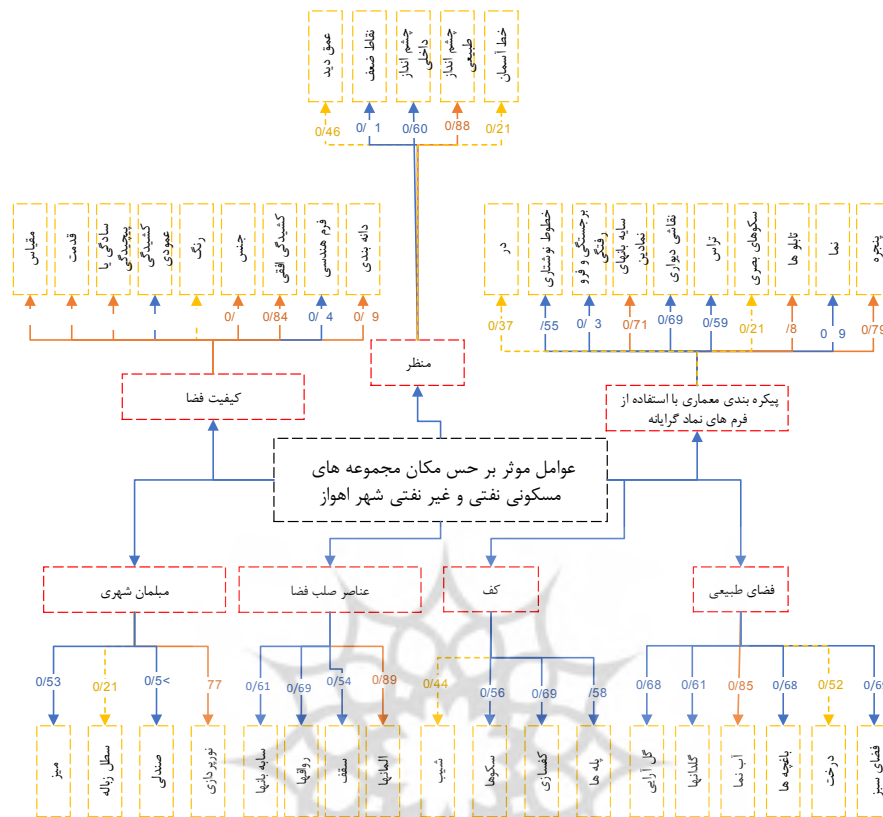 عمق دید
نقاط ضعف
چشم انداز
داخلی
چشم انداز
طبیعی
خط آسمان
0/46
0/ 1
0/60
0/88
0/21
مقیاس
قدمت
سادگی یا
پیچیدگی
کشیدگی
عمودی
رنگ
جنس
کشیدگی افقی
فرم هندسی
دانه بندی
0/
0/84
0/ 4
0/ 9
در
خطوط نوشتاری
برجستگی و فرو
رفتگی
سایه بانهای
نمادین
نقاشی دیواری
تراس
سکوهای بصری
تابلو ها
نما
پنجره
0/37
/55
0/ 3
0/71
0/69
0/59
0/21
/8
0 9
0/79
منظر
کیفیت فضا
پیکره بندی معماری با استفاده از
فرم های نماد گرایانه
عوامل موثر بر حس مکان مجموعه های
مسکونی نفتی و غیر نفتی شهر اهواز
مبلمان شهری
عناصر صلب فضا
کف
فضای طبیعی
0/53
0/21
0/5<
77
0/61
0/69
0/54
0/89
0/44
0/56
0/69
/58
0/68
0/61
0/85
0/68
0/52
0/69
میز
سطل زباله
صندلی
نورپردازی
سایه بانها
رواقها
سقف
المانها
شیب
سکوها
کفسازی
پله ها
گل آرایی
گلدانها
آب نما
باغچه ها
درخت
فضای سبز